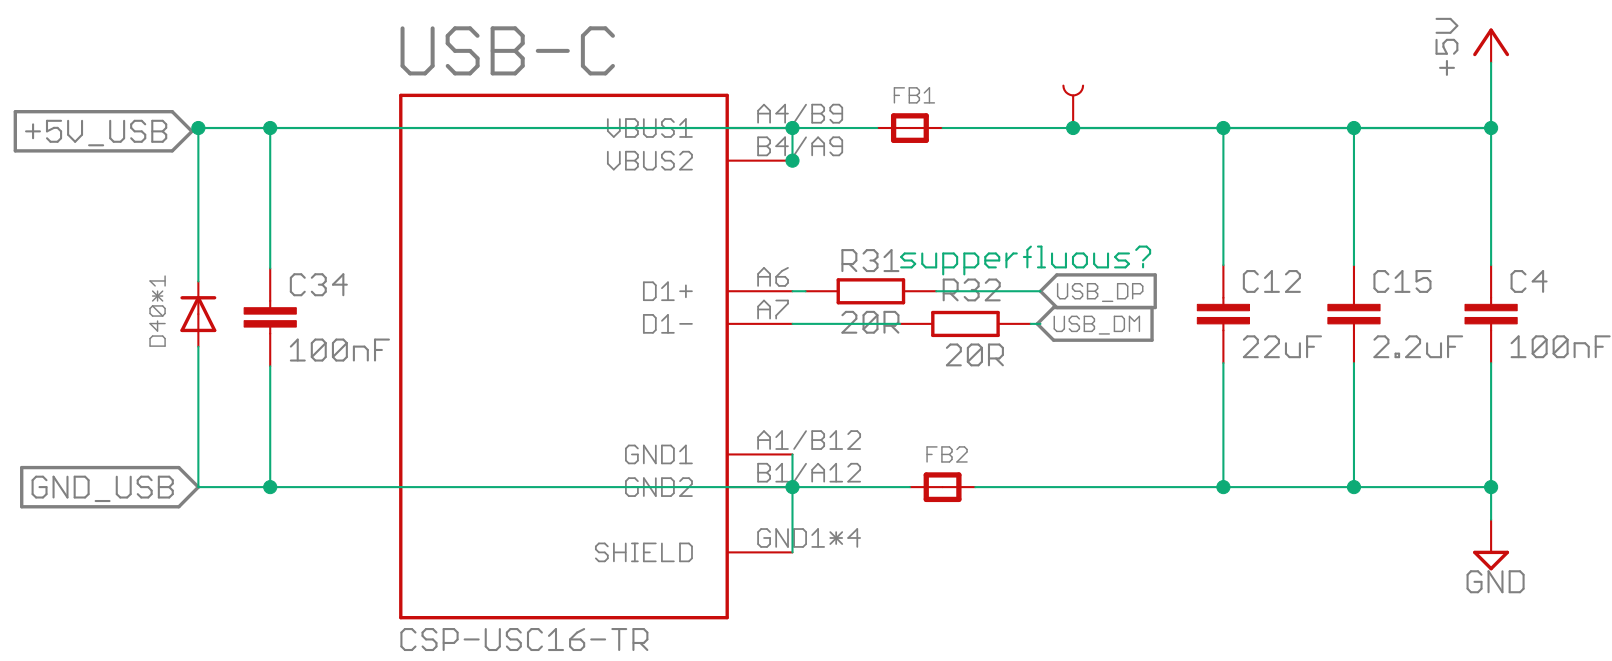 USB-C
+5V
+5V_USB
VBUS1
A4/B9
FB1
VBUS2
B4/A9
D40*1
C34
100nF
D1+
A6
R31
supperfluous?
20R
USB_DP
D1-
A7
R32
20R
USB_DM
C12
22uF
C15
2.2uF
C4
100nF
GND1
A1/B12
FB2
GND_USB
GND2
B1/A12
SHIELD
GND1*4
GND
CSP-USC16-TR